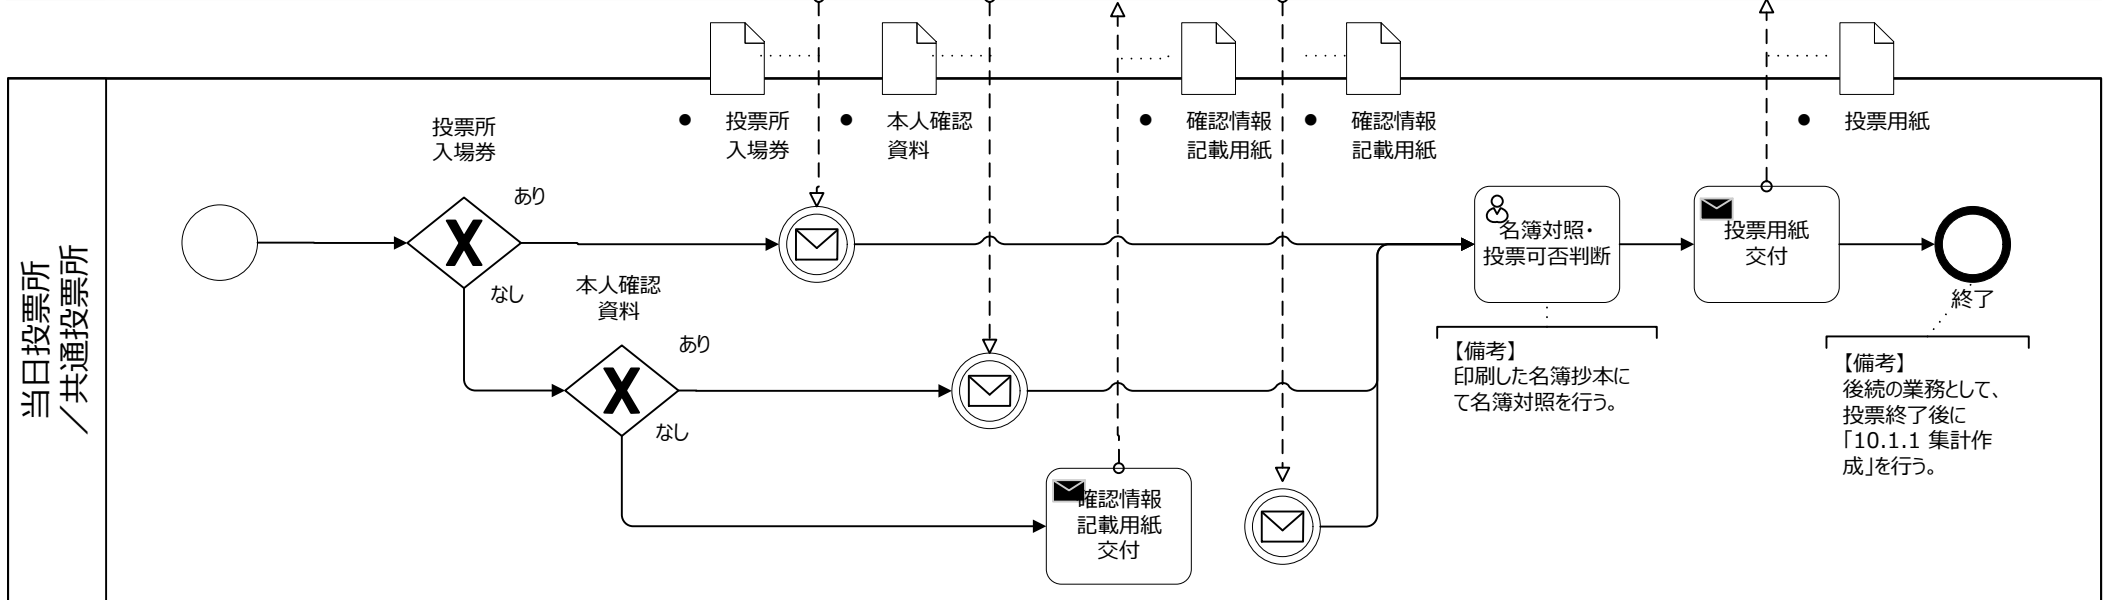 当日投票所
／共通投票所
投票所
入場券
● 投票所
入場券
● 本人確認
資料
● 確認情報
記載用紙
● 確認情報
記載用紙
● 投票用紙
あり
なし
本人確認
資料
あり
なし
確認情報
記載用紙
交付
名簿対照・
投票可否判断
【備考】
印刷した名簿抄本に
て名簿対照を行う。
投票用紙
交付
終了
【備考】
後続の業務として、
投票終了後に
「10.1.1 集計作
成」を行う。